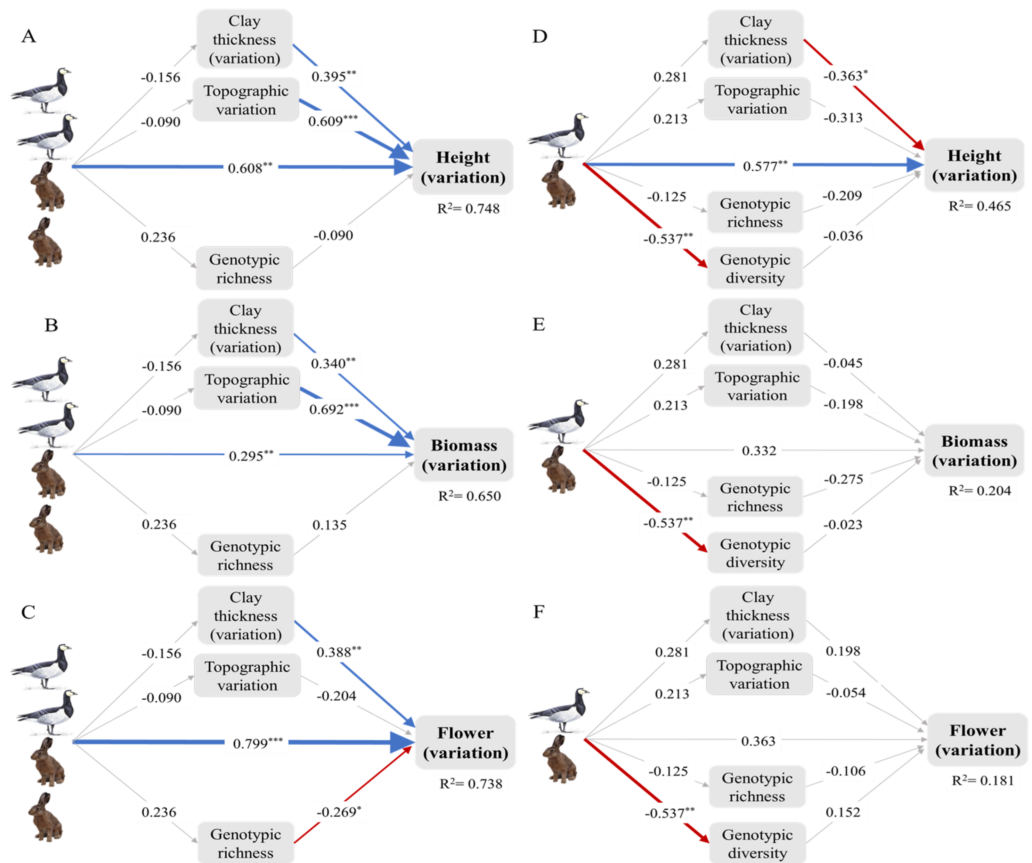 A
Clay
thickness
(variation)
-0.156
0.395**
Topographic
variation
-0.090
0.609***
0.608**
Height
(variation)
R²= 0.748
0.236
-0.090
Genotypic
richness
B
Clay
thickness
(variation)
-0.156
0.340**
Topographic
variation
-0.090
0.692***
0.295**
Biomass
(variation)
R²= 0.650
0.236
0.135
Genotypic
richness
C
Clay
thickness
(variation)
-0.156
0.388**
Topographic
variation
-0.090
-0.204
0.799***
Flower
(variation)
R²= 0.738
0.236
-0.269*
Genotypic
richness
D
Clay
thickness
(variation)
0.281
-0.363*
Topographic
variation
0.213
-0.313
0.577**
Height
(variation)
R²= 0.465
-0.125
-0.209
Genotypic
richness
-0.537**
-0.036
Genotypic
diversity
E
Clay
thickness
(variation)
0.281
-0.045
Topographic
variation
0.213
-0.198
0.332
Biomass
(variation)
R²= 0.204
-0.125
-0.275
Genotypic
richness
-0.537**
-0.023
Genotypic
diversity
F
Clay
thickness
(variation)
0.281
0.198
Topographic
variation
0.213
-0.054
0.363
Flower
(variation)
R²= 0.181
-0.125
-0.106
Genotypic
richness
-0.537**
0.152
Genotypic
diversity